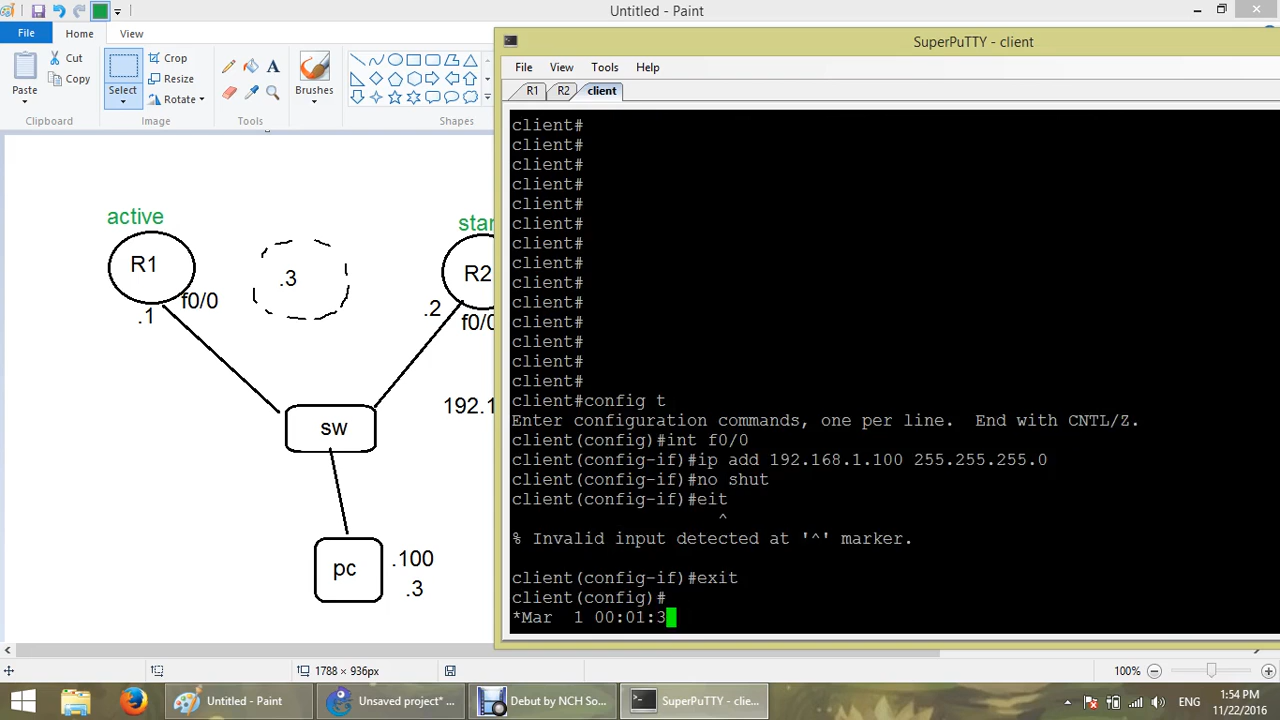 Untitled - Paint
File
Home
View
Paste
Cut
Copy
Clipboard
Select
Crop
Resize
Rotate
Image
A
Tools
Brushes
Shapes
active
R1
f0/0
.1
.3
star
R2
.2
f0/0
192.1
sw
pc
.100
.3
1788 × 936px
100%
SuperPuTTY - client
File View Tools Help
R1 R2 client
client#
client#
client#
client#
client#
client#
client#
client#
client#
client#
client#
client#
client#
client#
client#config t
Enter configuration commands, one per line.  End with CNTL/Z.
client(config)#int f0/0
client(config-if)#ip add 192.168.1.100 255.255.255.0
client(config-if)#no shut
client(config-if)#eit
^
% Invalid input detected at '^' marker.
client(config-if)#exit
client(config)#
*Mar  1 00:01:3
Untitled - Paint
Unsaved project*...
Debut by NCH So...
SuperPuTTY - clie...
1:54 PM
11/22/2016